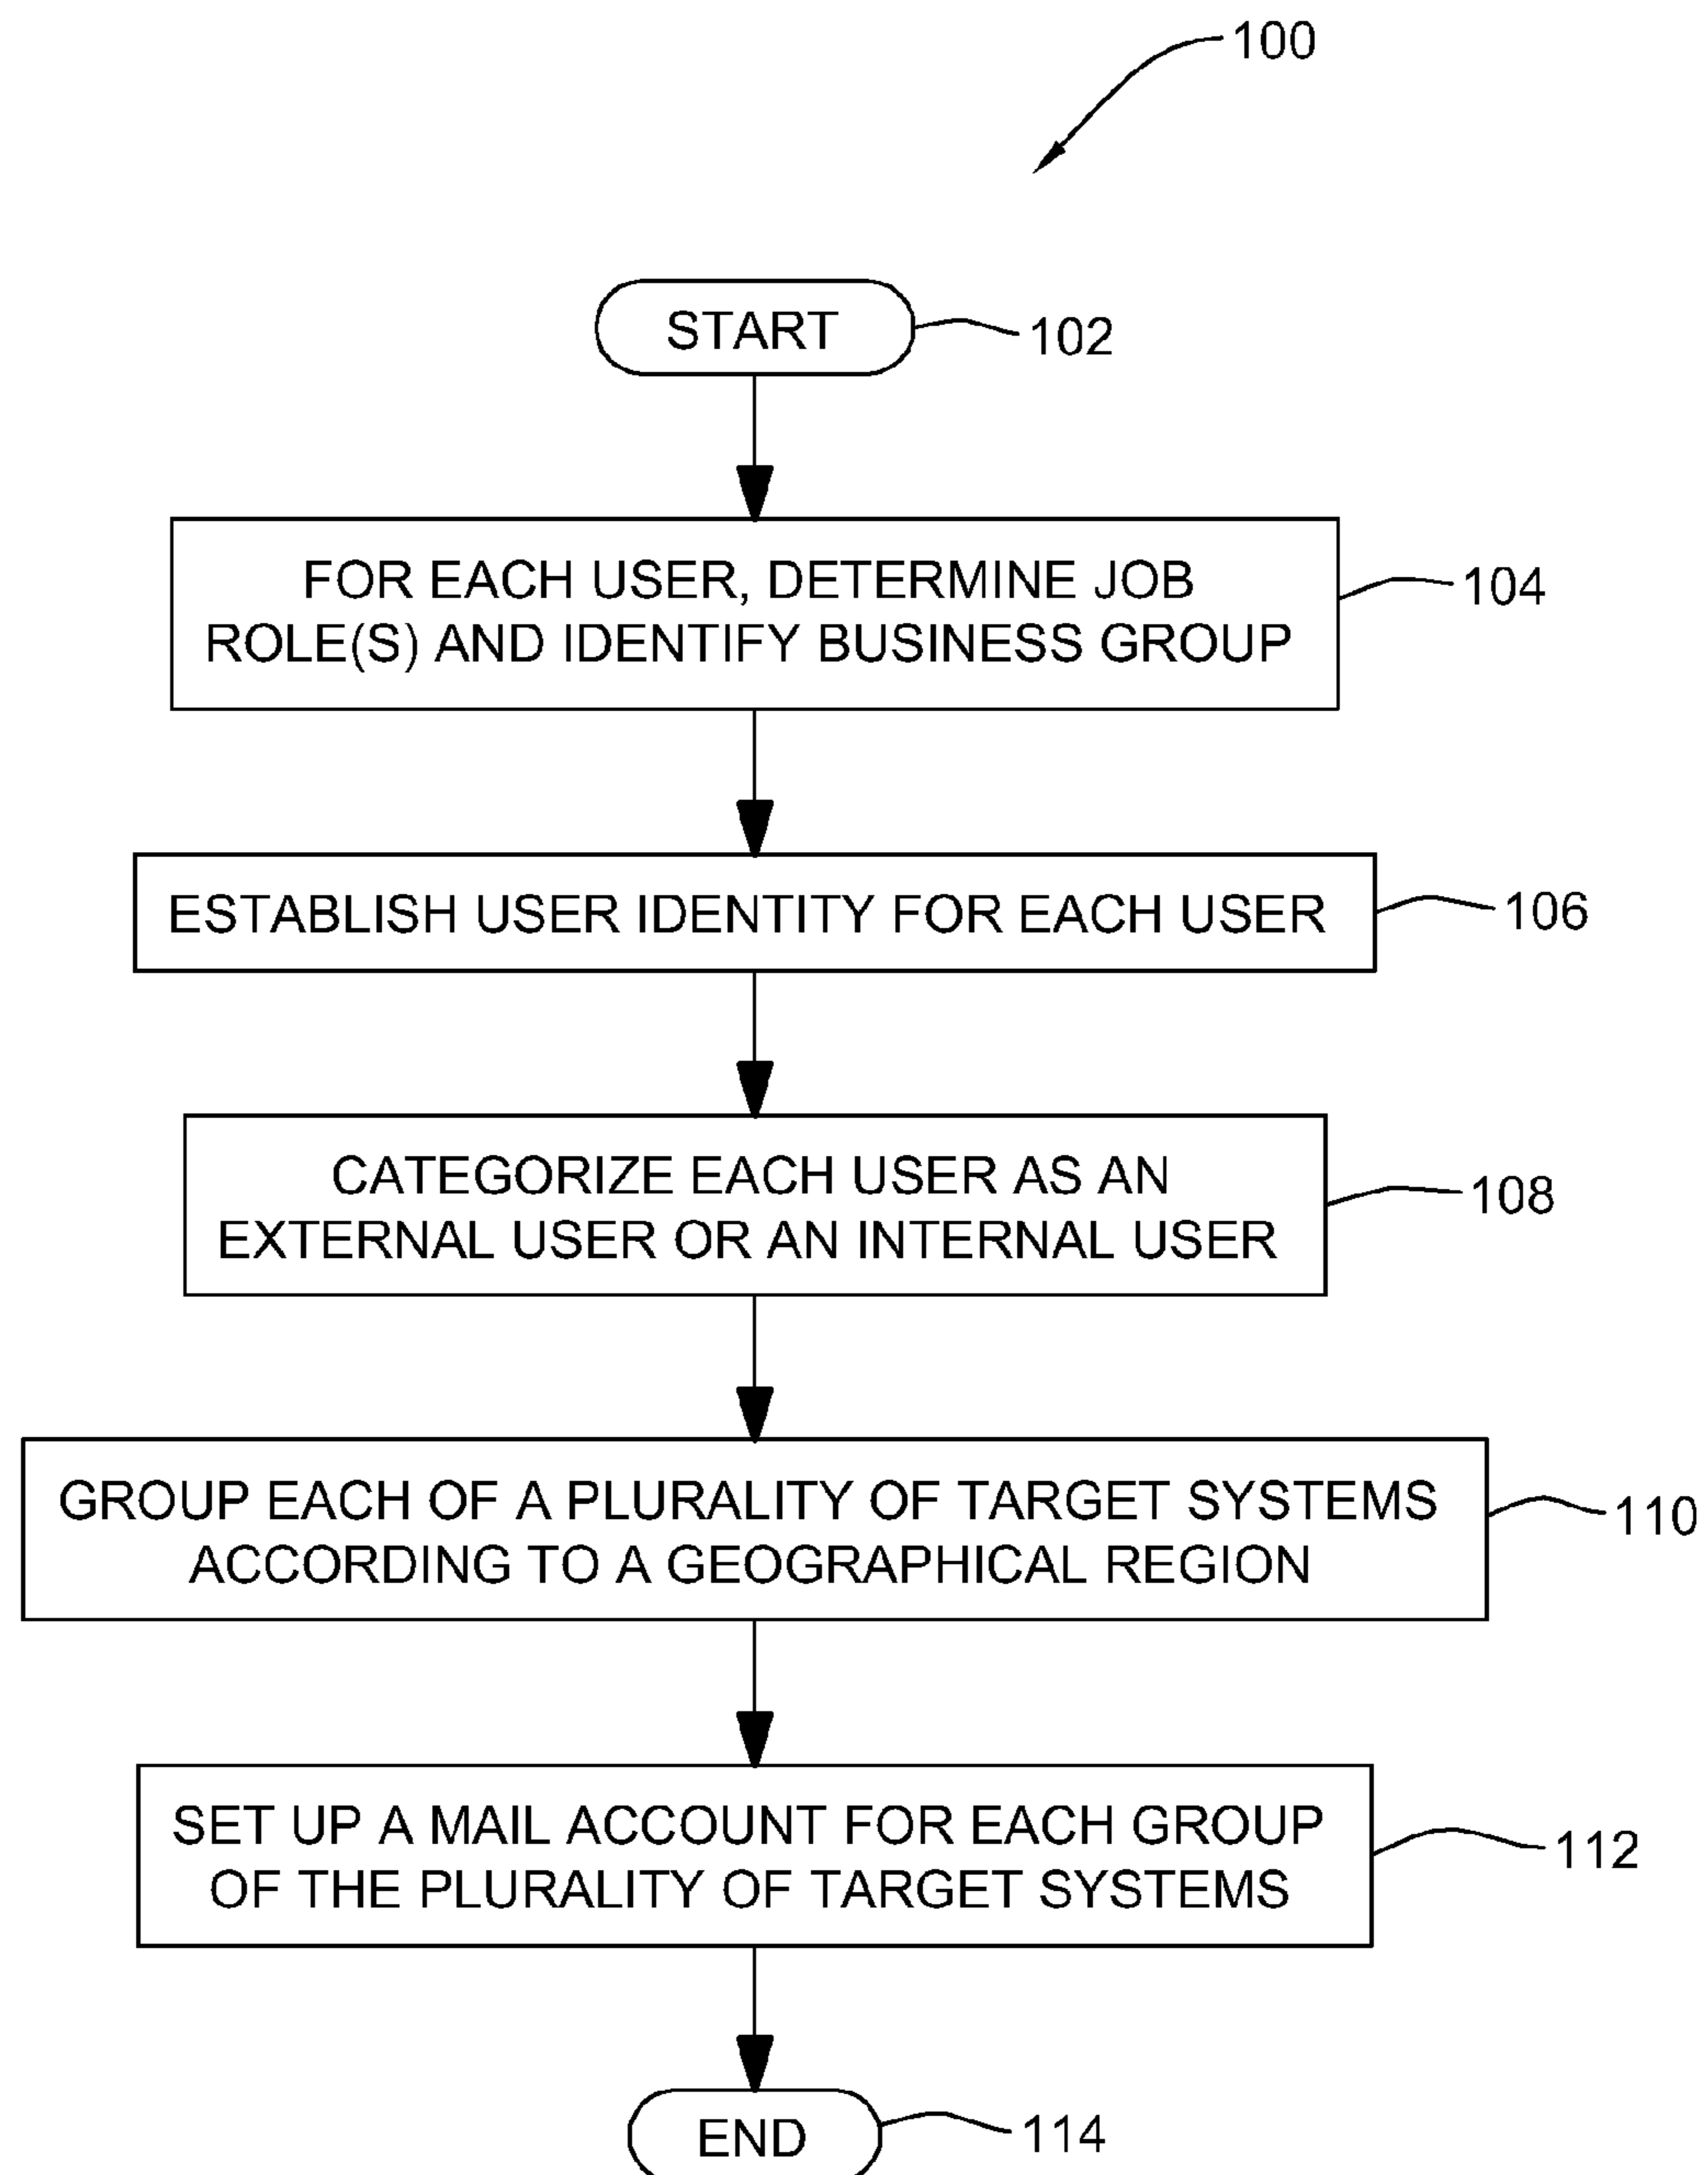 100
START
102
FOR EACH USER, DETERMINE JOB
ROLE(S) AND IDENTIFY BUSINESS GROUP
104
ESTABLISH USER IDENTITY FOR EACH USER
106
CATEGORIZE EACH USER AS AN
EXTERNAL USER OR AN INTERNAL USER
108
GROUP EACH OF A PLURALITY OF TARGET SYSTEMS
ACCORDING TO A GEOGRAPHICAL REGION
110
SET UP A MAIL ACCOUNT FOR EACH GROUP
OF THE PLURALITY OF TARGET SYSTEMS
112
END
114